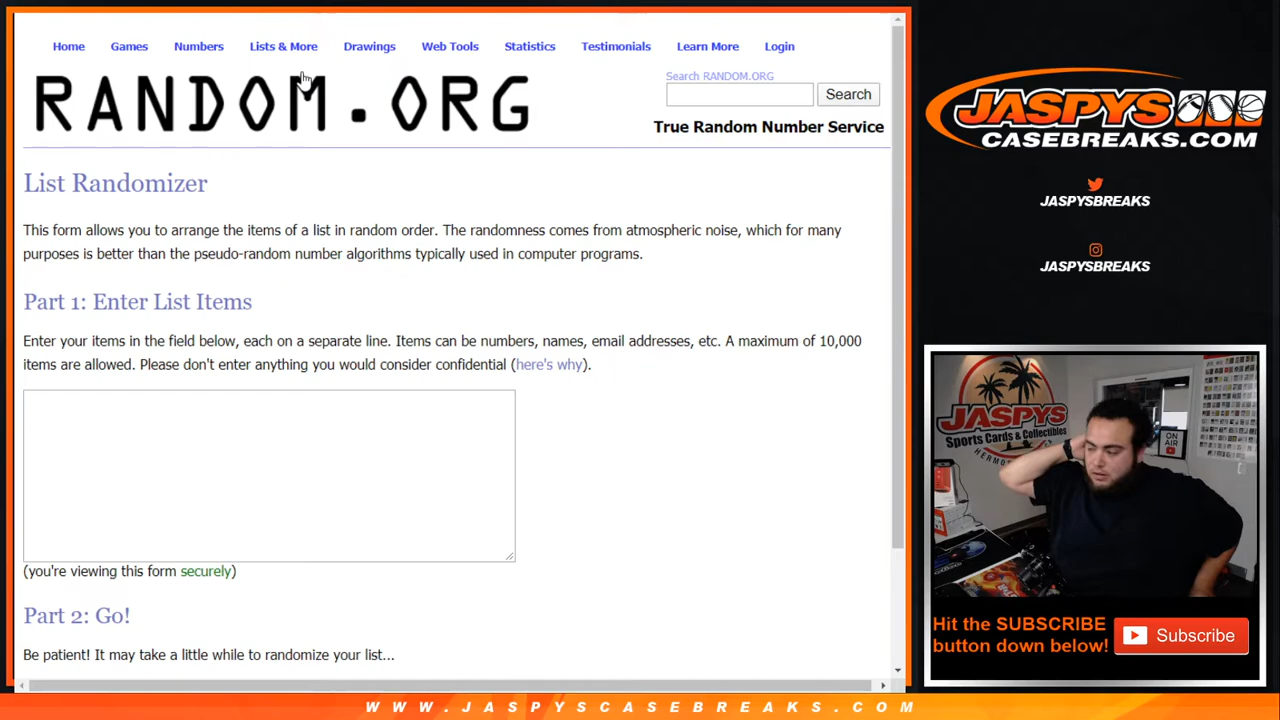 Home Games Numbers Lists & More Drawings Web Tools Statistics Testimonials Learn More Login
RANDOM.ORG
Search RANDOM.ORG
Search
True Random Number Service
List Randomizer
This form allows you to arrange the items of a list in random order. The randomness comes from atmospheric noise, which for many
purposes is better than the pseudo-random number algorithms typically used in computer programs.
Part 1: Enter List Items
Enter your items in the field below, each on a separate line. Items can be numbers, names, email addresses, etc. A maximum of 10,000
items are allowed. Please don't enter anything you would consider confidential (here's why).
(you're viewing this form securely)
Part 2: Go!
Be patient! It may take a little while to randomize your list...
JASPYS
CASEBREAKS.COM
JASPYSBREAKS
JASPYSBREAKS
JASPYS
Sports Cards & Collectibles
ON
AIR
Hit the SUBSCRIBE
button down below!
Subscribe
WWW.JASPYSCASEBREAKS.COM